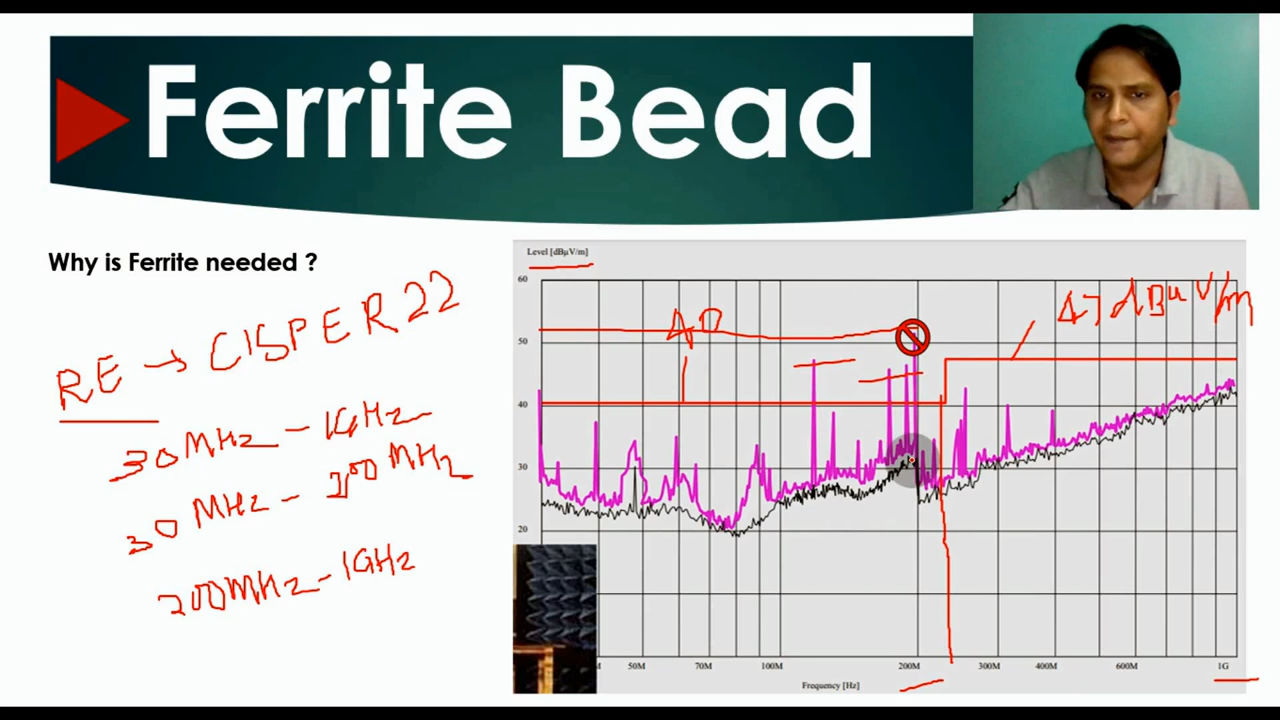 Ferrite Bead
Why is Ferrite needed ?
RE → CISPER 22
30 MHz - 1GHz
30 MHz - 200 MHz
200 MHz - 1GHz
Level [dBµV/m]
60
50
40
30
20
40
47 dBµV/m
50M 70M 100M 200M 300M 400M 600M 1G
Frequency [Hz]